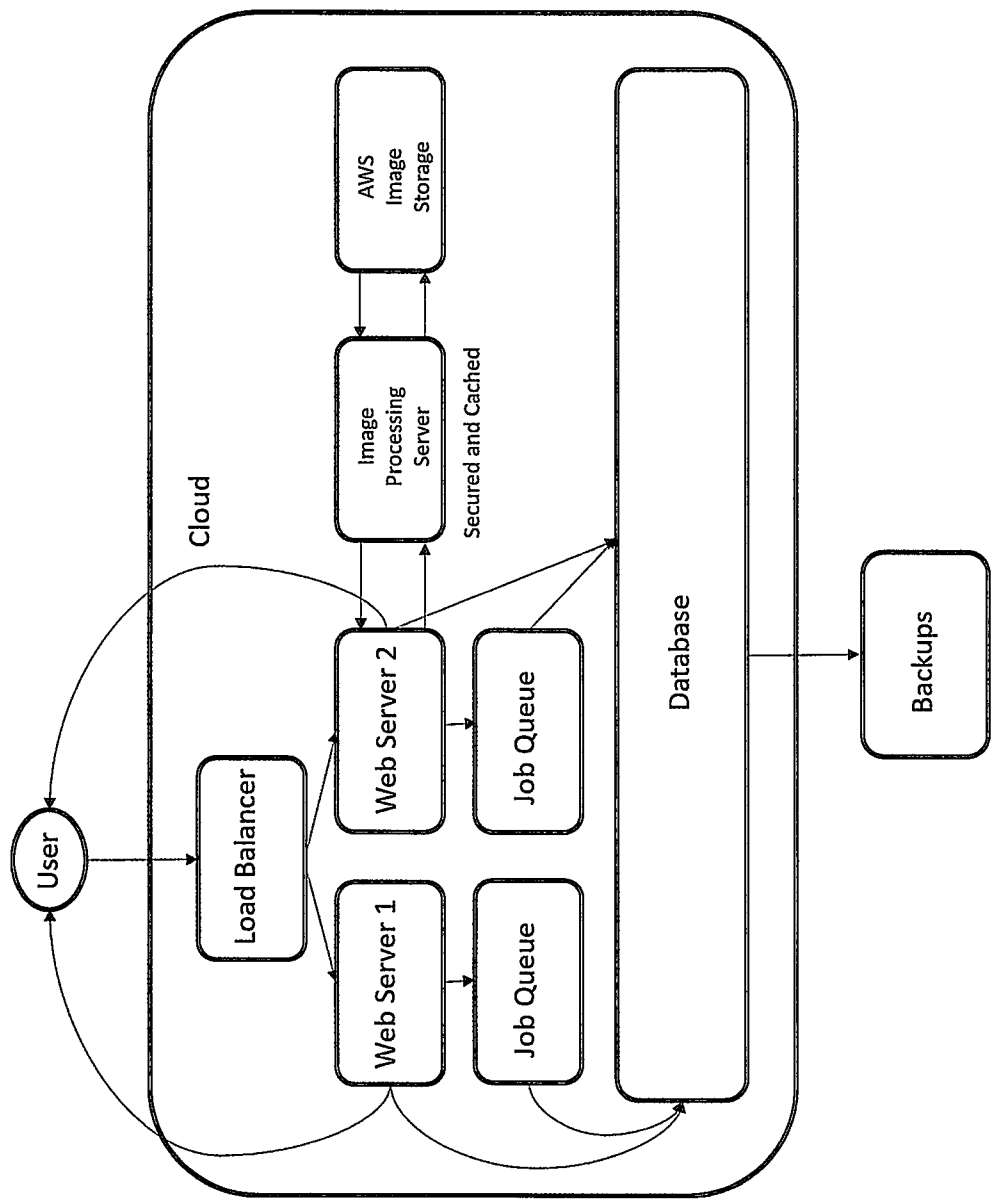 User
Cloud
Load Balancer
Web Server 1
Web Server 2
Image
Processing
Server
AWS
Image
Storage
Secured and Cached
Job Queue
Job Queue
Database
Backups